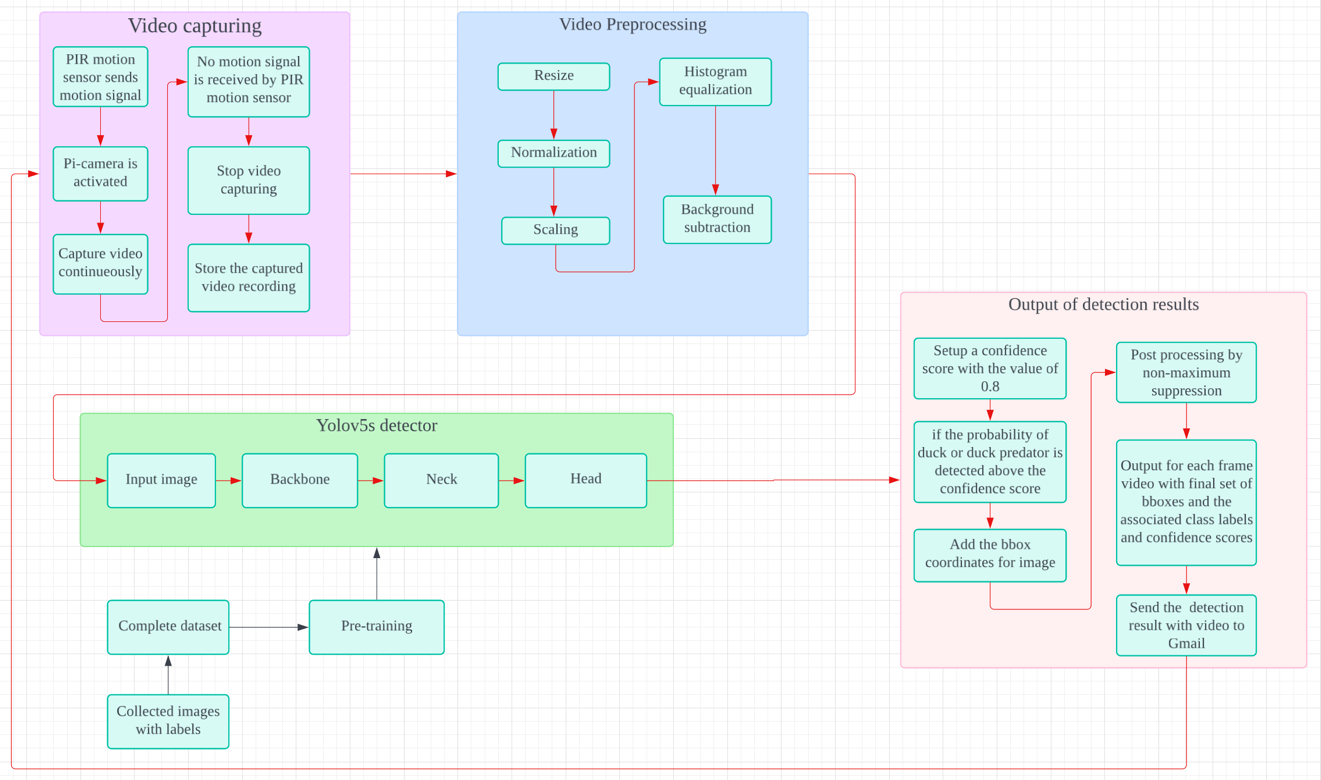 Video capturing
PIR motion
sensor sends
motion signal
Pi-camera is
activated
Capture video
continueously
No motion signal
is received by PIR
motion sensor
Stop video
capturing
Store the captured
video recording
Video Preprocessing
Resize
Normalization
Scaling
Histogram
equalization
Background
subtraction
Yolov5s detector
Input image
Backbone
Neck
Head
Complete dataset
Pre-training
Collected images
with labels
Output of detection results
Setup a confidence
score with the value of
0.8
if the probability of
duck or duck predator is
detected above the
confidence score
Add the bbox
coordinates for image
Post processing by
non-maximum
suppression
Output for each frame
video with final set of
bboxes and the
associated class labels
and confidence scores
Send the  detection
result with video to
Gmail